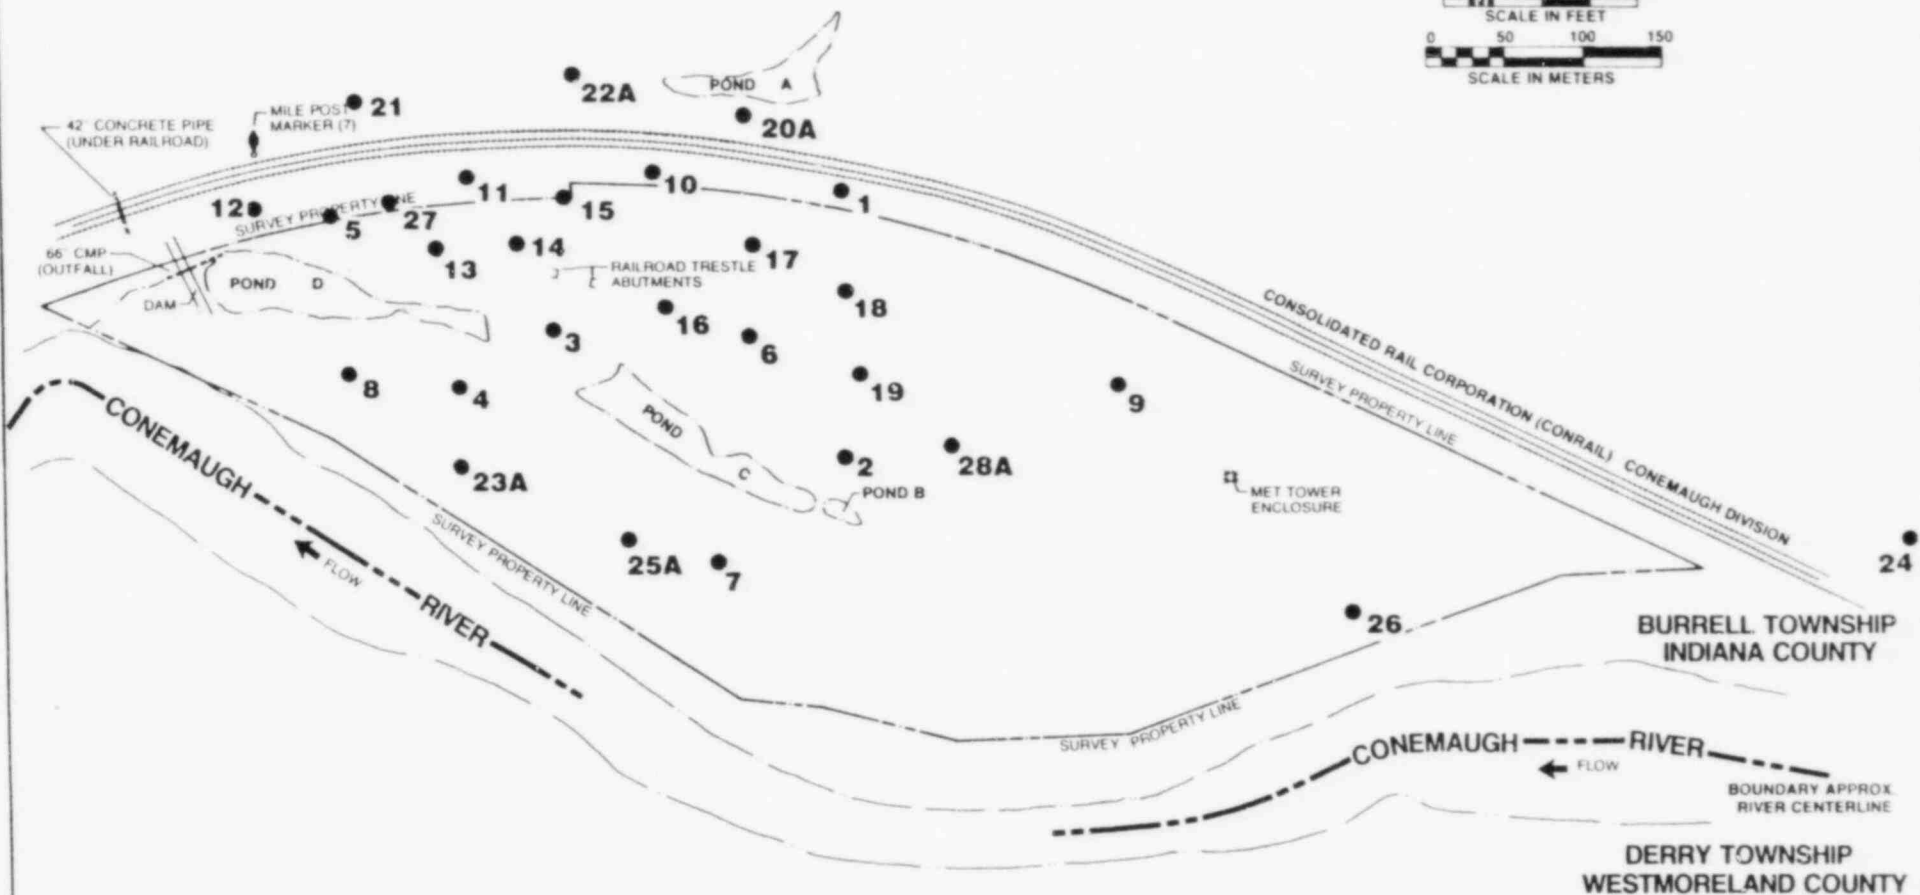 SCALE IN FEET
0 50 100 150
SCALE IN METERS
POND A
22A
21
MILE POST
MARKER (7)
20A
42" CONCRETE PIPE
(UNDER RAILROAD)
10
11
1
15
12
SURVEY PROPERTY LINE
27
5
14
17
13
66" CMP
(OUTFALL)
RAILROAD TRESTLE
ABUTMENTS
POND D
DAM
18
16
3
6
CONSOLIDATED RAIL CORPORATION (CONRAIL) CONEMAUGH DIVISION
SURVEY PROPERTY LINE
8
4
19
9
CONEMAUGH RIVER
POND C
2
28A
23A
POND B
MET TOWER
ENCLOSURE
SURVEY PROPERTY LINE
FLOW
25A
7
24
26
BURRELL TOWNSHIP
INDIANA COUNTY
SURVEY PROPERTY LINE
CONEMAUGH RIVER
FLOW
BOUNDARY APPROX.
RIVER CENTERLINE
DERRY TOWNSHIP
WESTMORELAND COUNTY